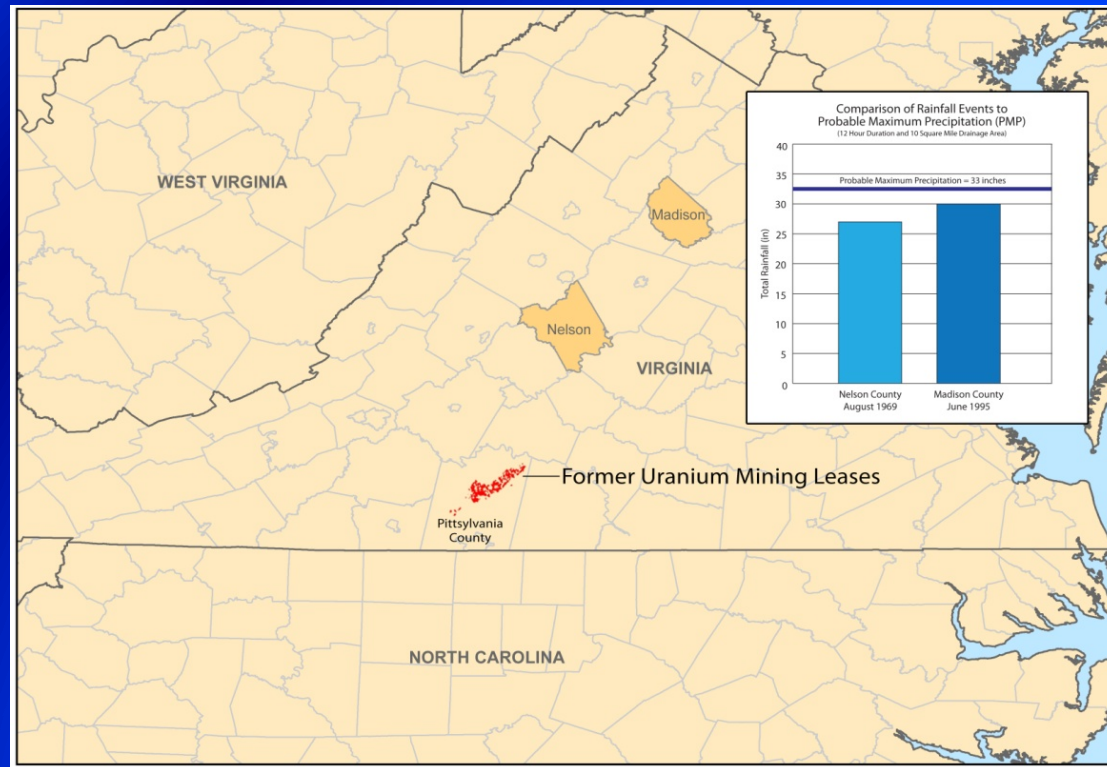 WEST VIRGINIA
Madison
Nelson
VIRGINIA
Former Uranium Mining Leases
Pittsylvania
County
NORTH CAROLINA
Comparison of Rainfall Events to
Probable Maximum Precipitation (PMP)
(12 Hour Duration and 10 Square Mile Drainage Area)
Total Rainfall (in)
40
35
30
25
20
15
10
5
0
Probable Maximum Precipitation = 33 inches
Nelson County
August 1969
Madison County
June 1995